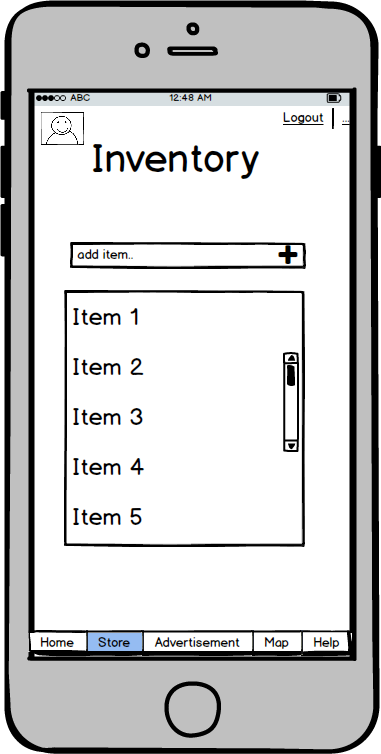 ABC 12:48 AM
Logout ...
Inventory
add item..
Item 1
Item 2
Item 3
Item 4
Item 5
Home Store Advertisement Map Help